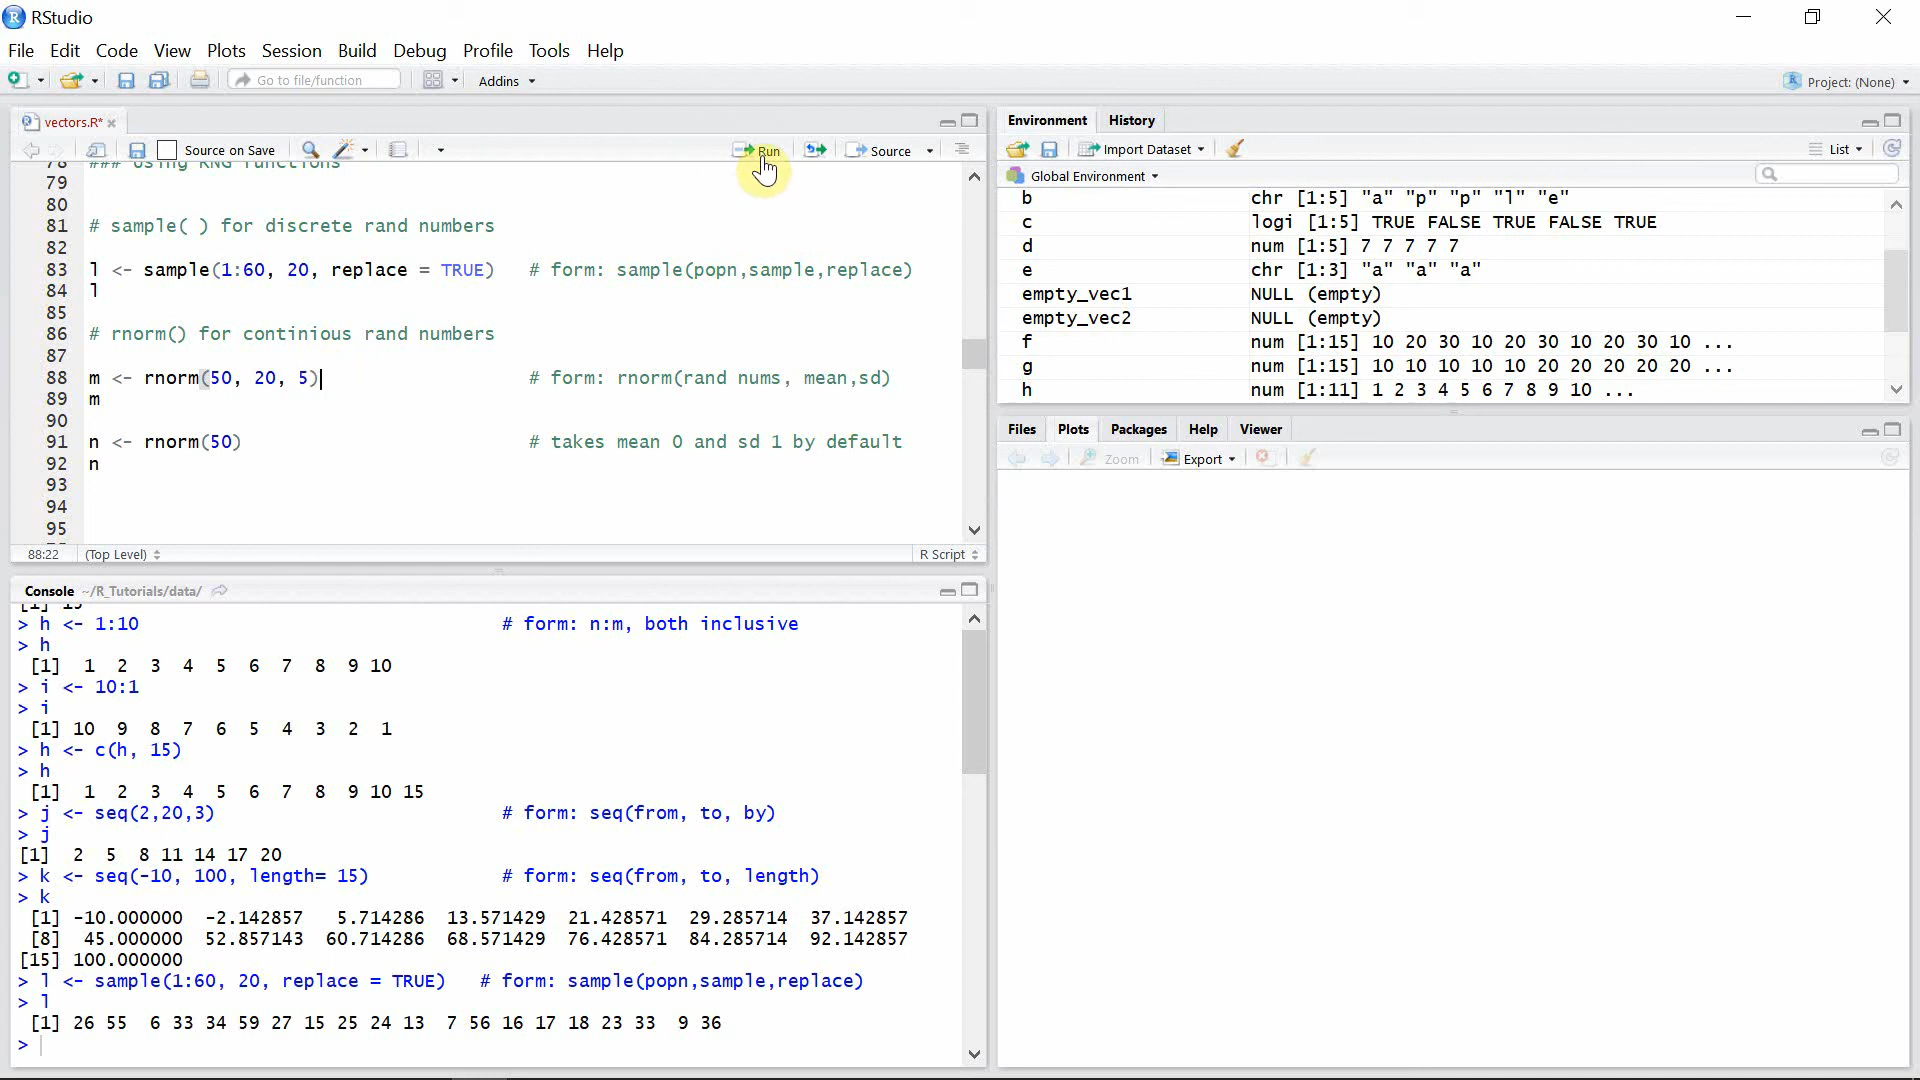 RStudio
File Edit Code View Plots Session Build Debug Profile Tools Help
Go to file/function Addins Project: (None)
vectors.R*
Source on Save Run Source
78 ### Using RNG functions
79
80
81 # sample( ) for discrete rand numbers
82
83 l <- sample(1:60, 20, replace = TRUE) # form: sample(popn,sample,replace)
84 l
85
86 # rnorm() for continious rand numbers
87
88 m <- rnorm(50, 20, 5) # form: rnorm(rand nums, mean,sd)
89 m
90
91 n <- rnorm(50) # takes mean 0 and sd 1 by default
92 n
93
94
95
88:22 (Top Level) R Script
Console ~/R_Tutorials/data/
[1] 15
> h <- 1:10 # form: n:m, both inclusive
> h
[1] 1 2 3 4 5 6 7 8 9 10
> i <- 10:1
> i
[1] 10 9 8 7 6 5 4 3 2 1
> h <- c(h, 15)
> h
[1] 1 2 3 4 5 6 7 8 9 10 15
> j <- seq(2,20,3) # form: seq(from, to, by)
> j
[1] 2 5 8 11 14 17 20
> k <- seq(-10, 100, length= 15) # form: seq(from, to, length)
> k
[1] -10.000000 -2.142857 5.714286 13.571429 21.428571 29.285714 37.142857
[8] 45.000000 52.857143 60.714286 68.571429 76.428571 84.285714 92.142857
[15] 100.000000
> l <- sample(1:60, 20, replace = TRUE) # form: sample(popn,sample,replace)
> l
[1] 26 55 6 33 34 59 27 15 25 24 13 7 56 16 17 18 23 33 9 36
>
Environment History
Import Dataset List
Global Environment
b chr [1:5] "a" "p" "p" "l" "e"
c logi [1:5] TRUE FALSE TRUE FALSE TRUE
d num [1:5] 7 7 7 7 7
e chr [1:3] "a" "a" "a"
empty_vec1 NULL (empty)
empty_vec2 NULL (empty)
f num [1:15] 10 20 30 10 20 30 10 20 30 10 ...
g num [1:15] 10 10 10 10 10 20 20 20 20 20 ...
h num [1:11] 1 2 3 4 5 6 7 8 9 10 ...
Files Plots Packages Help Viewer
Zoom Export